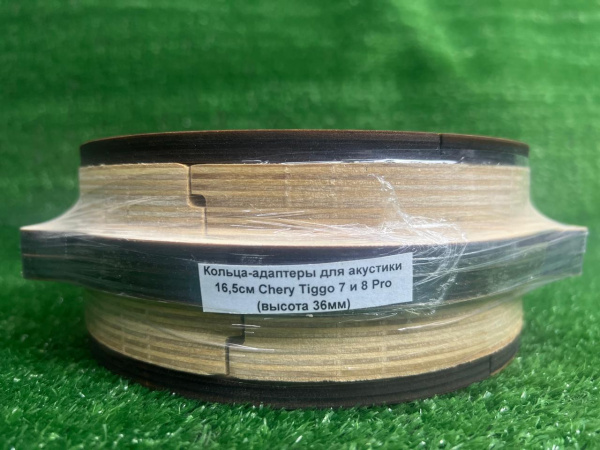 Кольца-адаптеры для акустики
16,5см Chery Tiggo 7 и 8 Pro
(высота 36мм)